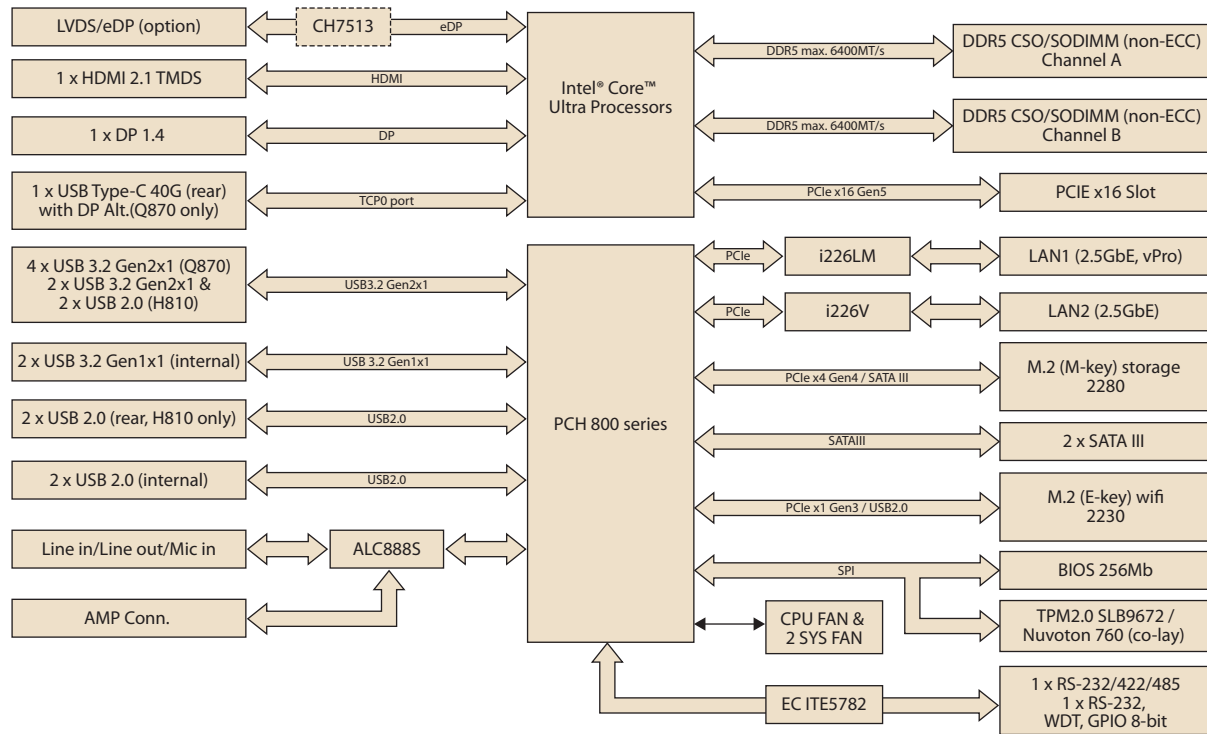 LVDS/eDP (option)
CH7513
eDP
1 x HDMI 2.1 TMDS
HDMI
1 x DP 1.4
DP
1 x USB Type-C 40G (rear)
with DP Alt.(Q870 only)
TCP0 port
Intel® Core™
Ultra Processors
DDR5 max. 6400MT/s
DDR5 CSO/SODIMM (non-ECC)
Channel A
DDR5 max. 6400MT/s
DDR5 CSO/SODIMM (non-ECC)
Channel B
PCIe x16 Gen5
PCIE x16 Slot
4 x USB 3.2 Gen2x1 (Q870)
2 x USB 3.2 Gen2x1 &
2 x USB 2.0 (H810)
USB3.2 Gen2x1
2 x USB 3.2 Gen1x1 (internal)
USB 3.2 Gen1x1
2 x USB 2.0 (rear, H810 only)
USB2.0
2 x USB 2.0 (internal)
USB2.0
Line in/Line out/Mic in
ALC888S
AMP Conn.
PCH 800 series
PCIe
i226LM
LAN1 (2.5GbE, vPro)
PCIe
i226V
LAN2 (2.5GbE)
PCIe x4 Gen4 / SATA III
M.2 (M-key) storage
2280
SATAIII
2 x SATA III
PCIe x1 Gen3 / USB2.0
M.2 (E-key) wifi
2230
SPI
BIOS 256Mb
TPM2.0 SLB9672 /
Nuvoton 760 (co-lay)
CPU FAN &
2 SYS FAN
EC ITE5782
1 x RS-232/422/485
1 x RS-232,
WDT, GPIO 8-bit